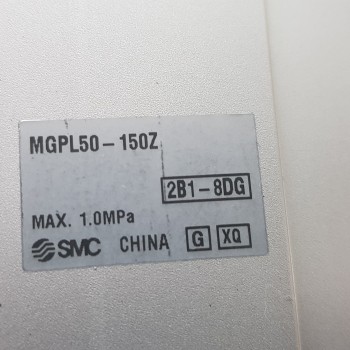 MGPL50-150Z
2B1-8DG
MAX. 1.0MPa
SMC CHINA G XQ